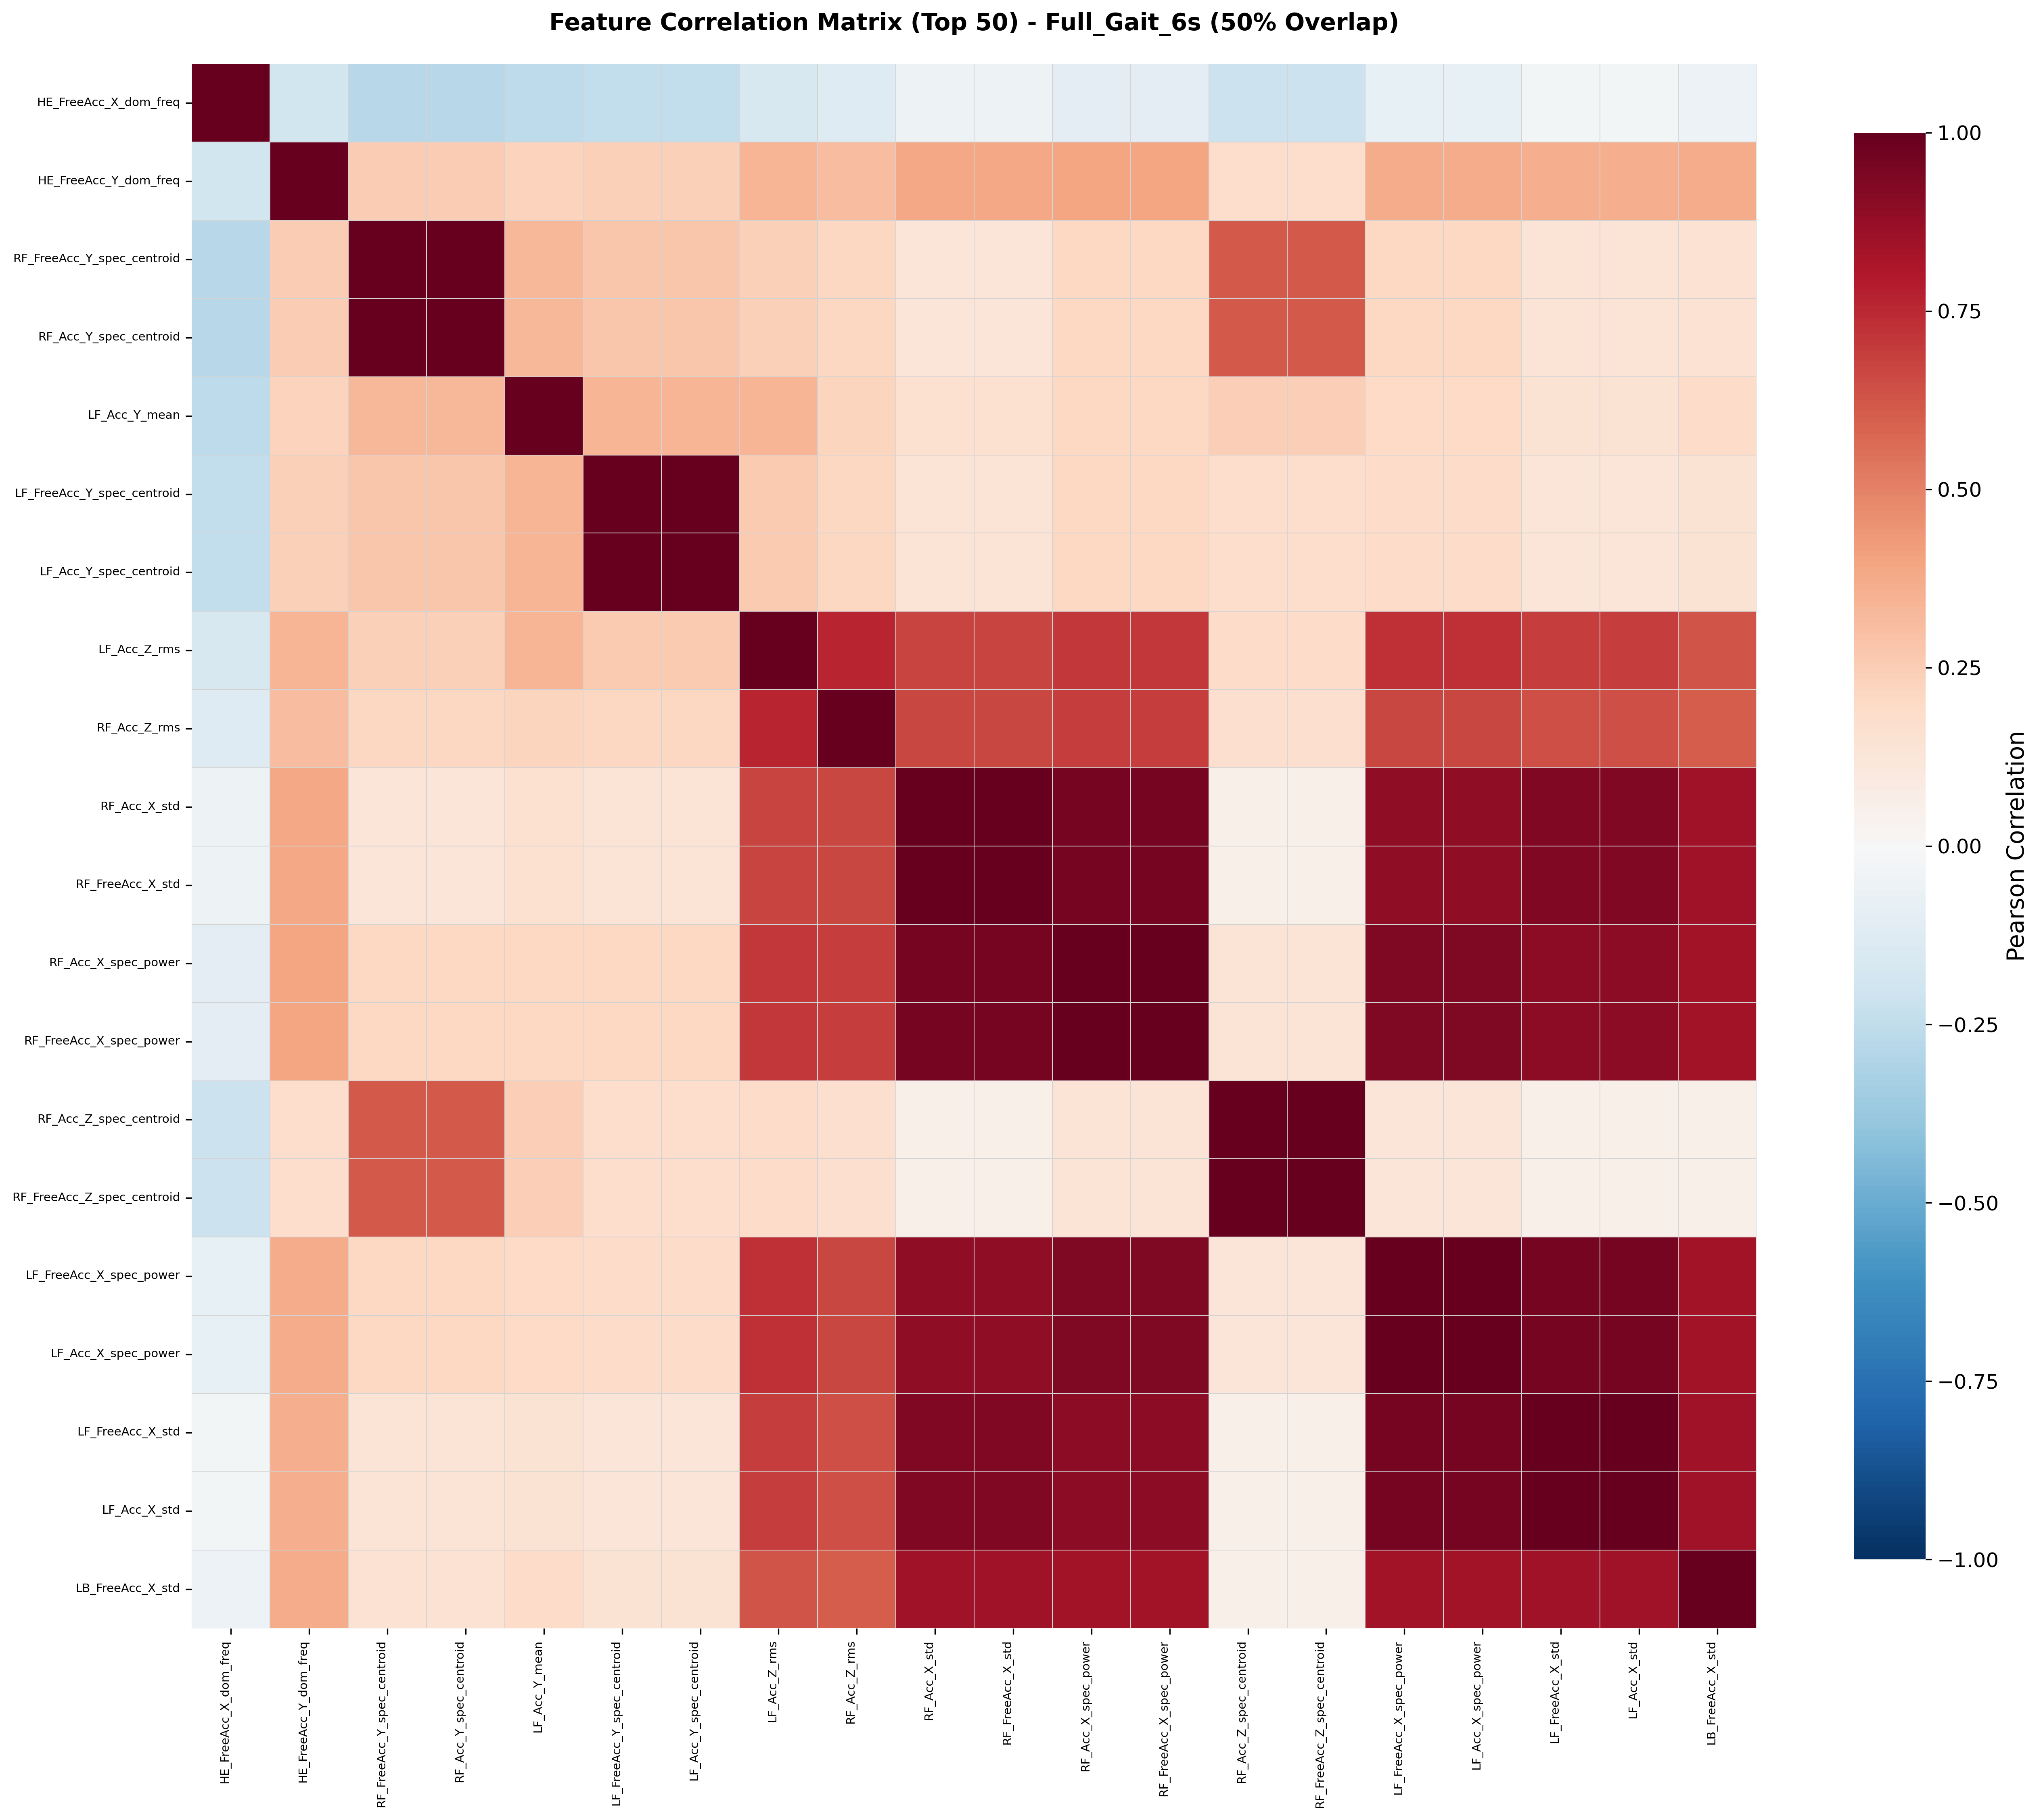 Feature Correlation Matrix (Top 50) - Full_Gait_6s (50% Overlap)
HE_FreeAcc_X_dom_freq
HE_FreeAcc_Y_dom_freq
RF_FreeAcc_Y_spec_centroid
RF_Acc_Y_spec_centroid
LF_Acc_Y_mean
LF_FreeAcc_Y_spec_centroid
LF_Acc_Y_spec_centroid
LF_Acc_Z_rms
RF_Acc_Z_rms
RF_Acc_X_std
RF_FreeAcc_X_std
RF_Acc_X_spec_power
RF_FreeAcc_X_spec_power
RF_Acc_Z_spec_centroid
RF_FreeAcc_Z_spec_centroid
LF_FreeAcc_X_spec_power
LF_Acc_X_spec_power
LF_FreeAcc_X_std
LF_Acc_X_std
LB_FreeAcc_X_std
HE_FreeAcc_X_dom_freq
HE_FreeAcc_Y_dom_freq
RF_FreeAcc_Y_spec_centroid
RF_Acc_Y_spec_centroid
LF_Acc_Y_mean
LF_FreeAcc_Y_spec_centroid
LF_Acc_Y_spec_centroid
LF_Acc_Z_rms
RF_Acc_Z_rms
RF_Acc_X_std
RF_FreeAcc_X_std
RF_Acc_X_spec_power
RF_FreeAcc_X_spec_power
RF_Acc_Z_spec_centroid
RF_FreeAcc_Z_spec_centroid
LF_FreeAcc_X_spec_power
LF_Acc_X_spec_power
LF_FreeAcc_X_std
LF_Acc_X_std
LB_FreeAcc_X_std
1.00
0.75
0.50
0.25
0.00
−0.25
−0.50
−0.75
−1.00
Pearson Correlation